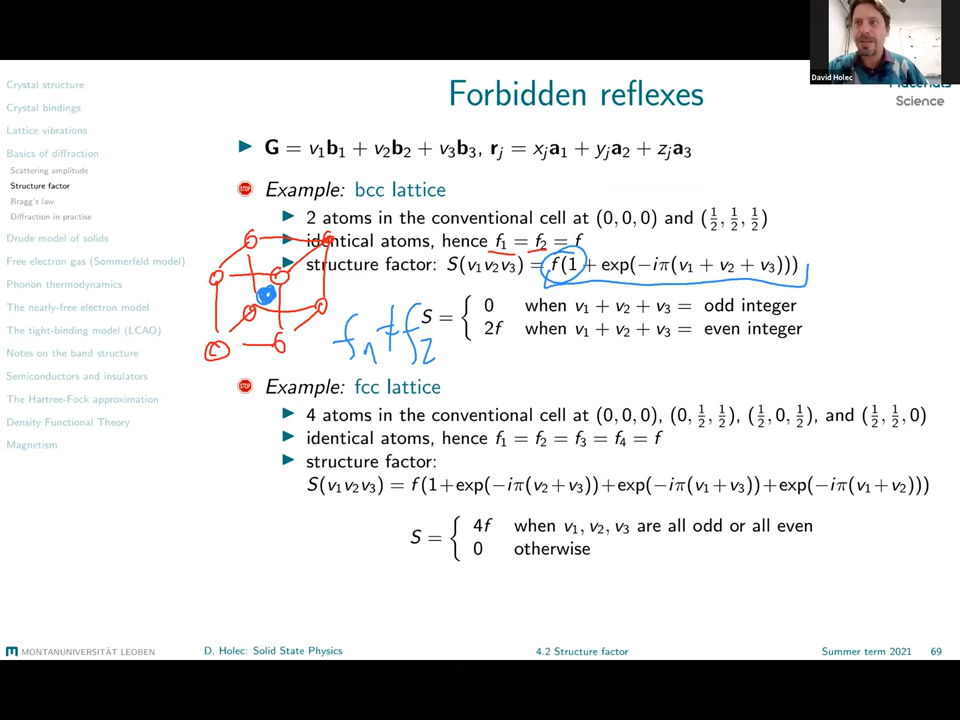 David Holec
Materials
Science
Crystal structure
Crystal bindings
Lattice vibrations
Basics of diffraction
Scattering amplitude
Structure factor
Bragg's law
Diffraction in practise
Drude model of solids
Free electron gas (Sommerfeld model)
Phonon thermodynamics
The nearly-free electron model
The tight-binding model (LCAO)
Notes on the band structure
Semiconductors and insulators
The Hartree-Fock approximation
Density Functional Theory
Magnetism
Forbidden reflexes
G = v₁b₁ + v₂b₂ + v₃b₃, rⱼ = xⱼa₁ + yⱼa₂ + zⱼa₃
STOP Example: bcc lattice
2 atoms in the conventional cell at (0, 0, 0) and (1/2, 1/2, 1/2)
identical atoms, hence f₁ = f₂ = f
structure factor: S(v₁v₂v₃) = f(1 + exp(−iπ(v₁ + v₂ + v₃)))
S = { 0 when v₁ + v₂ + v₃ = odd integer
2f when v₁ + v₂ + v₃ = even integer
f₁ ≠ f₂
STOP Example: fcc lattice
4 atoms in the conventional cell at (0, 0, 0), (0, 1/2, 1/2), (1/2, 0, 1/2), and (1/2, 1/2, 0)
identical atoms, hence f₁ = f₂ = f₃ = f₄ = f
structure factor:
S(v₁v₂v₃) = f(1+exp(−iπ(v₂+v₃))+exp(−iπ(v₁+v₃))+exp(−iπ(v₁+v₂)))
S = { 4f when v₁, v₂, v₃ are all odd or all even
0 otherwise
MONTANUNIVERSITÄT LEOBEN
D. Holec: Solid State Physics
4.2 Structure factor
Summer term 2021 69